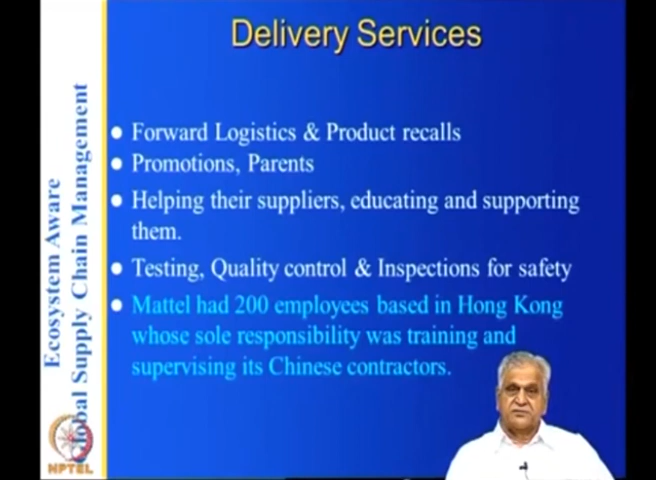 Delivery Services
Forward Logistics & Product recalls
Promotions, Parents
Helping their suppliers, educating and supporting
them.
Testing, Quality control & Inspections for safety
Mattel had 200 employees based in Hong Kong
whose sole responsibility was training and
supervising its Chinese contractors.
Ecosystem Aware
Global Supply Chain Management
NPTEL